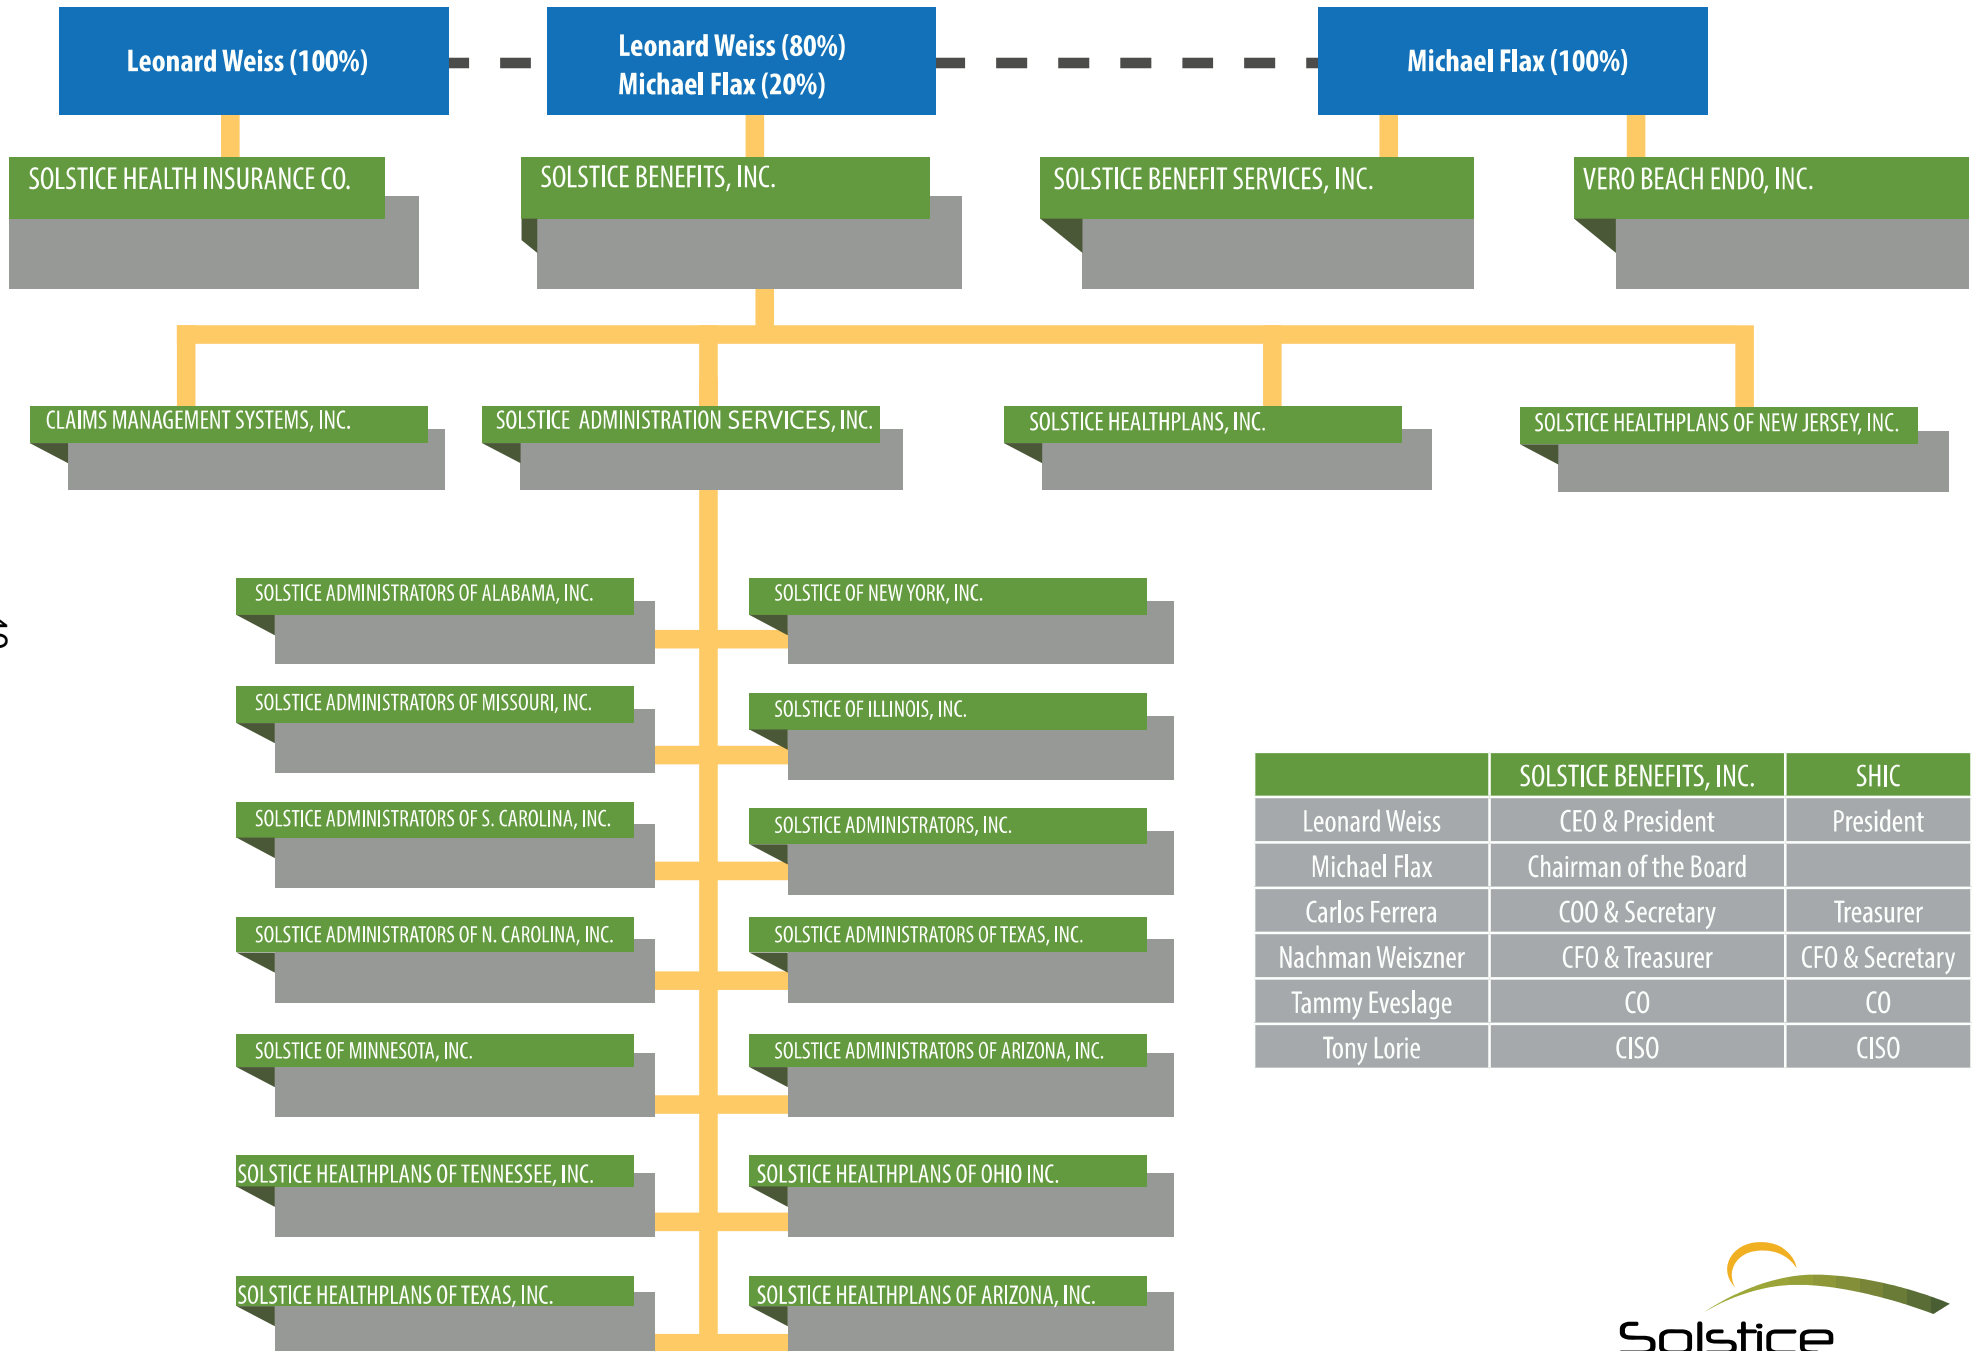 Leonard Weiss (100%)
Leonard Weiss (80%)
Michael Flax (20%)
Michael Flax (100%)
SOLSTICE HEALTH INSURANCE CO.
SOLSTICE BENEFITS, INC.
SOLSTICE BENEFIT SERVICES, INC.
VERO BEACH ENDO, INC.
CLAIMS MANAGEMENT SYSTEMS, INC.
SOLSTICE ADMINISTRATION SERVICES, INC.
SOLSTICE HEALTHPLANS, INC.
SOLSTICE HEALTHPLANS OF NEW JERSEY, INC.
SOLSTICE ADMINISTRATORS OF ALABAMA, INC.
SOLSTICE OF NEW YORK, INC.
SOLSTICE ADMINISTRATORS OF MISSOURI, INC.
SOLSTICE OF ILLINOIS, INC.
SOLSTICE ADMINISTRATORS OF S. CAROLINA, INC.
SOLSTICE ADMINISTRATORS, INC.
SOLSTICE ADMINISTRATORS OF N. CAROLINA, INC.
SOLSTICE ADMINISTRATORS OF TEXAS, INC.
SOLSTICE OF MINNESOTA, INC.
SOLSTICE ADMINISTRATORS OF ARIZONA, INC.
SOLSTICE HEALTHPLANS OF TENNESSEE, INC.
SOLSTICE HEALTHPLANS OF OHIO INC.
SOLSTICE HEALTHPLANS OF TEXAS, INC.
SOLSTICE HEALTHPLANS OF ARIZONA, INC.
SOLSTICE BENEFITS, INC. SHIC
Leonard Weiss CEO & President President
Michael Flax Chairman of the Board
Carlos Ferrera COO & Secretary Treasurer
Nachman Weiszner CFO & Treasurer CFO & Secretary
Tammy Eveslage CO CO
Tony Lorie CISO CISO
Solstice